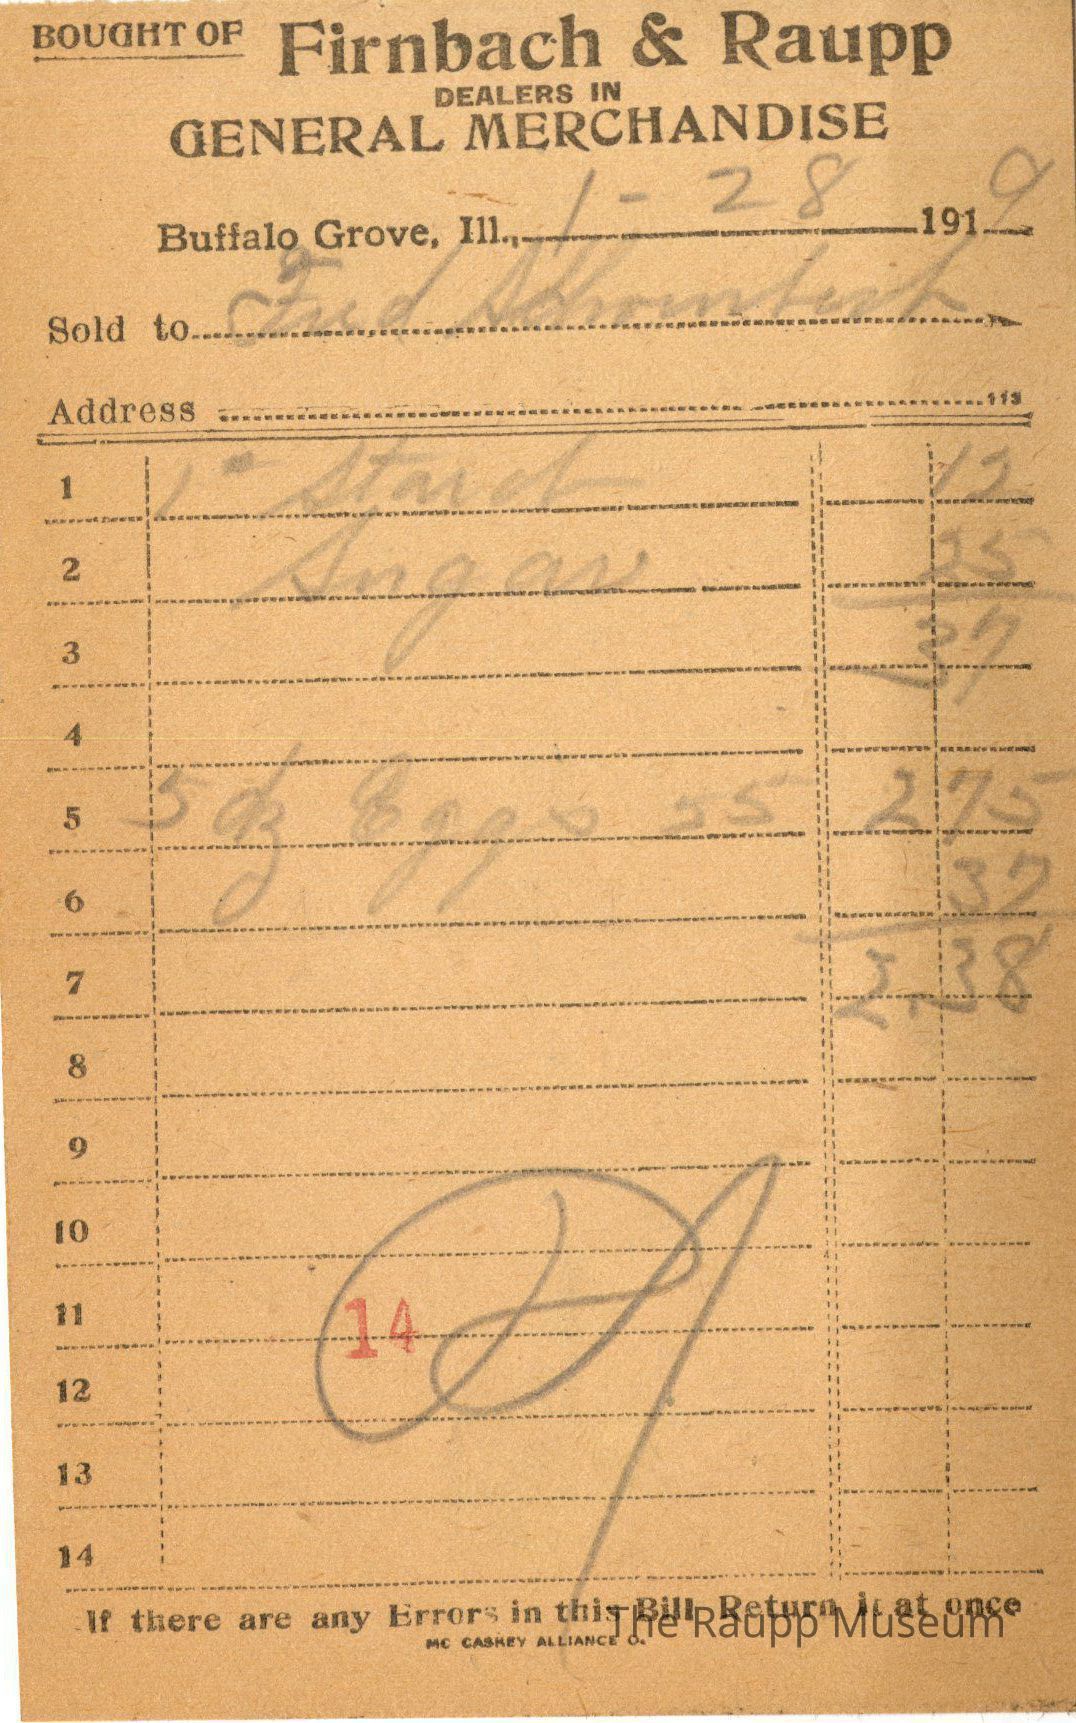 BOUGHT OF Firnbach & Raupp
DEALERS IN
GENERAL MERCHANDISE
Buffalo Grove, Ill., 1-28 1919
Sold to Fred
Address 113
1 1 Starch 12
2 Sugar 25
3 37
4
5 5 dz Eggs 55 2 75
6 37
7 2.38
8
9
10
11 14
12
13
14
If there are any Errors in this Bill Return it at once
MC CASKEY ALLIANCE O.
The Raupp Museum